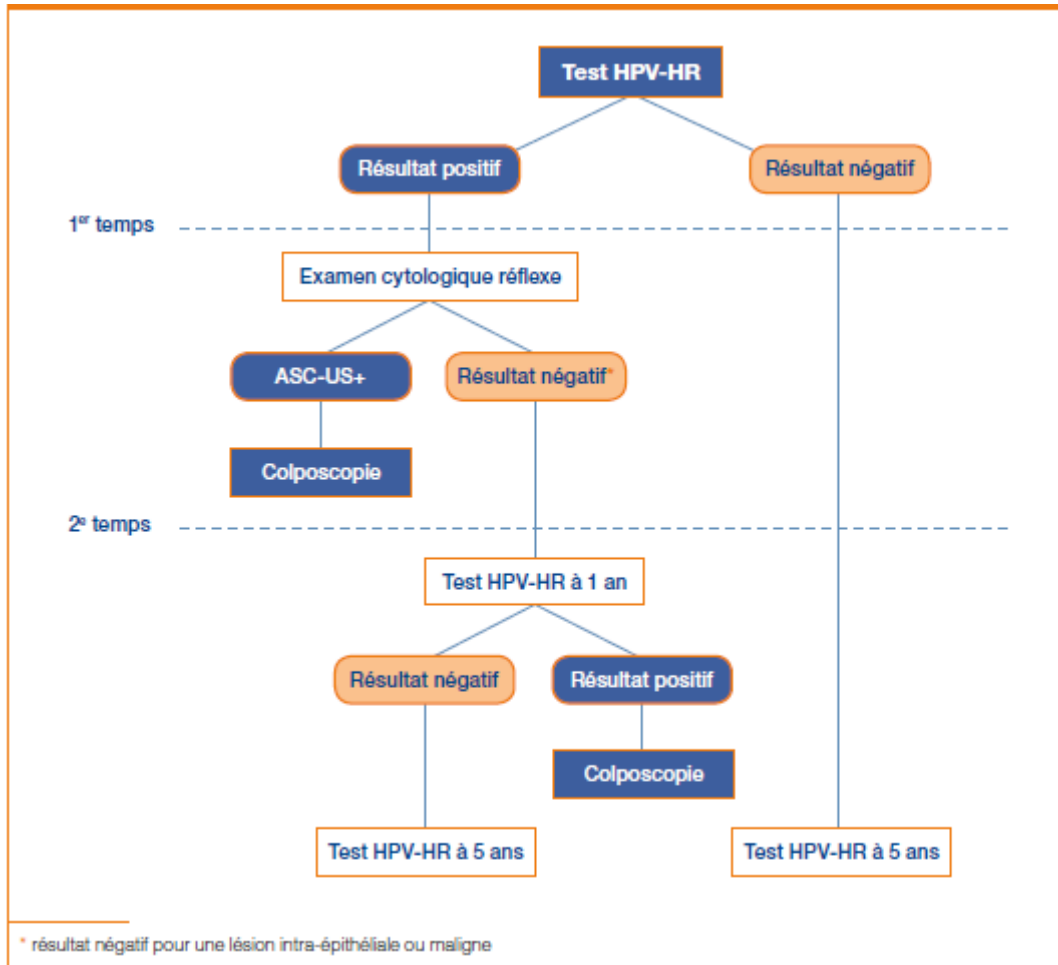 Test HPV-HR
Résultat positif
Résultat négatif
1er temps
Examen cytologique réflexe
ASC-US+
Résultat négatif*
Colposcopie
2e temps
Test HPV-HR à 1 an
Résultat négatif
Résultat positif
Colposcopie
Test HPV-HR à 5 ans
Test HPV-HR à 5 ans
* résultat négatif pour une lésion intra-épithéliale ou maligne